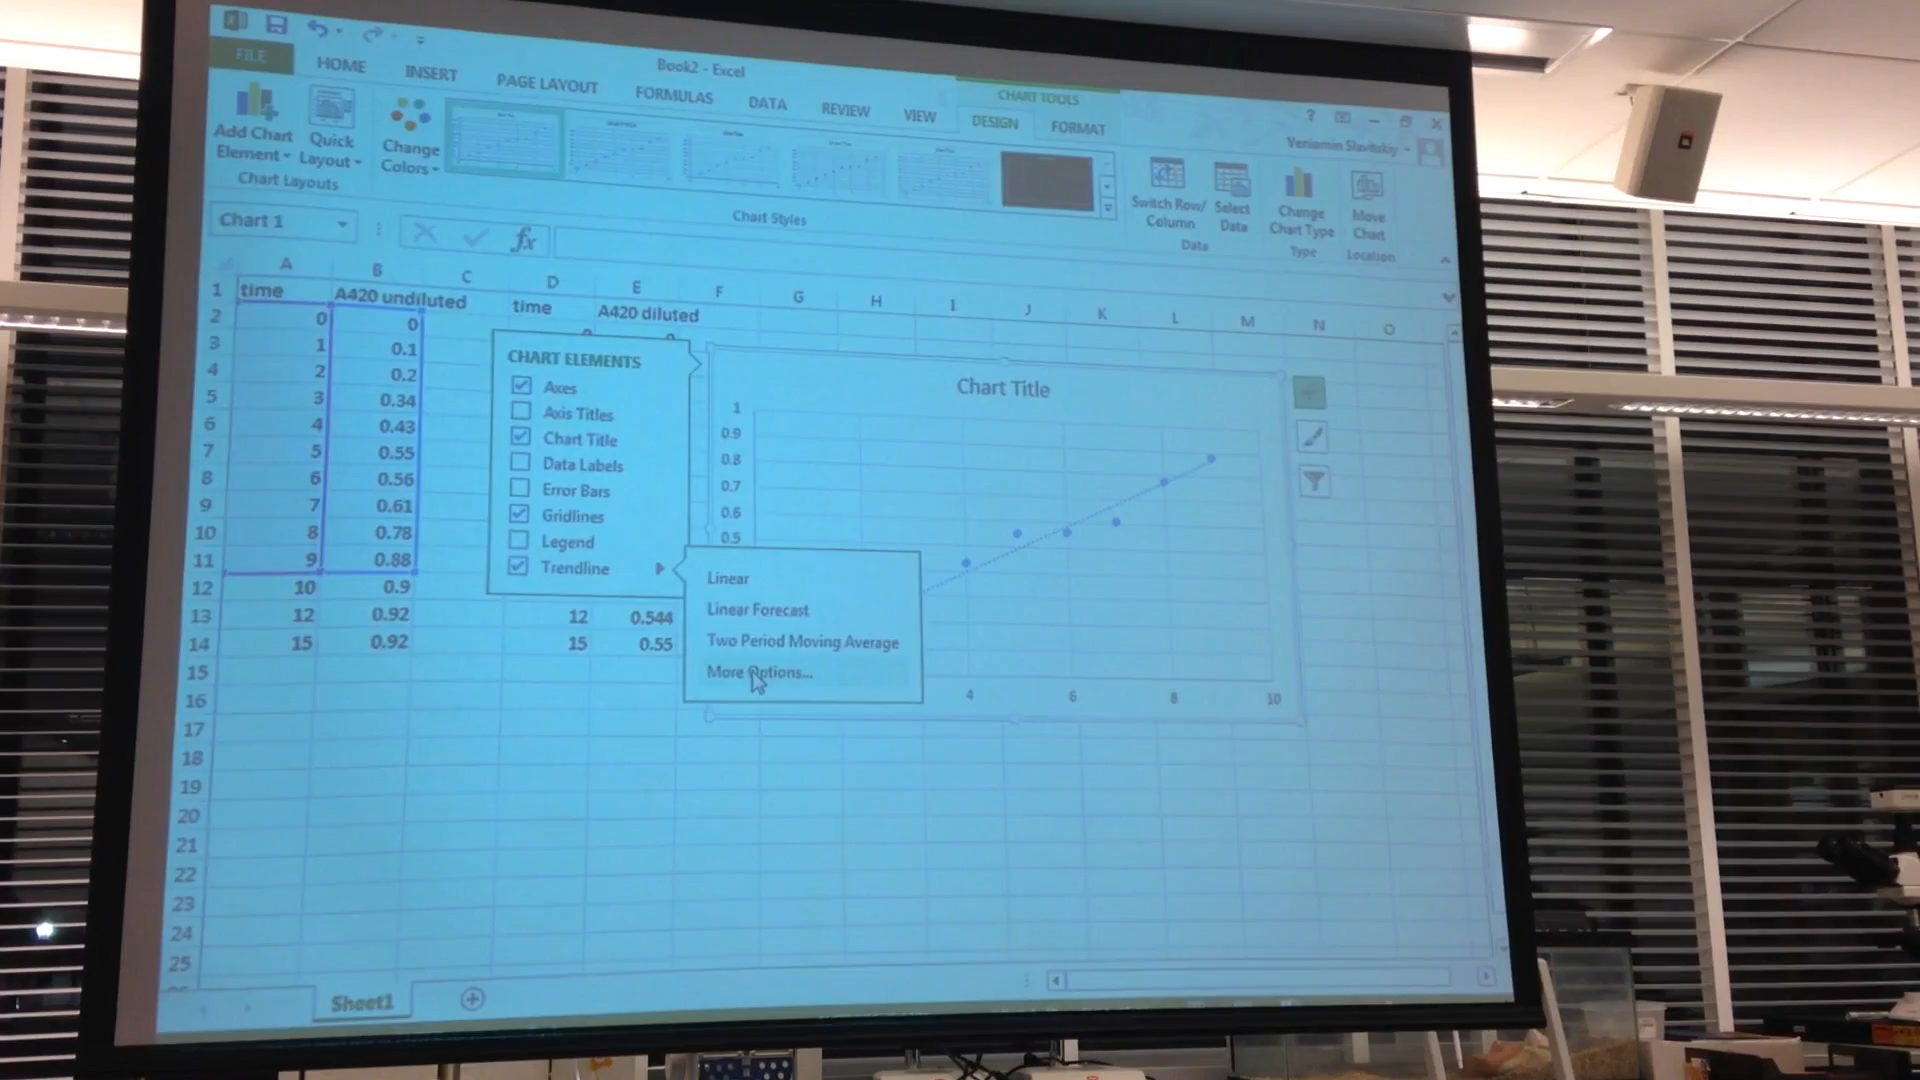 Book2 - Excel
CHART TOOLS
FILE HOME INSERT PAGE LAYOUT FORMULAS DATA REVIEW VIEW DESIGN FORMAT
?
Veniamin Slavitskiy
Add Chart Element
Quick Layout
Change Colors
Switch Row/ Column
Select Data
Change Chart Type
Move Chart
Chart Layouts
Chart Styles
Data
Type
Location
Chart 1
fx
A B C D E F G H I J K L M N O
1 time A420 undiluted time A420 diluted
2 0 0
3 1 0.1
4 2 0.2
5 3 0.34
6 4 0.43
7 5 0.55
8 6 0.56
9 7 0.61
10 8 0.78
11 9 0.88
12 10 0.9
13 12 0.92 12 0.544
14 15 0.92 15 0.55
15
16
17
18
19
20
21
22
23
24
25
CHART ELEMENTS
Axes
Axis Titles
Chart Title
Data Labels
Error Bars
Gridlines
Legend
Trendline
Linear
Linear Forecast
Two Period Moving Average
More Options...
Chart Title
1
0.9
0.8
0.7
0.6
0.5
4 6 8 10
Sheet1